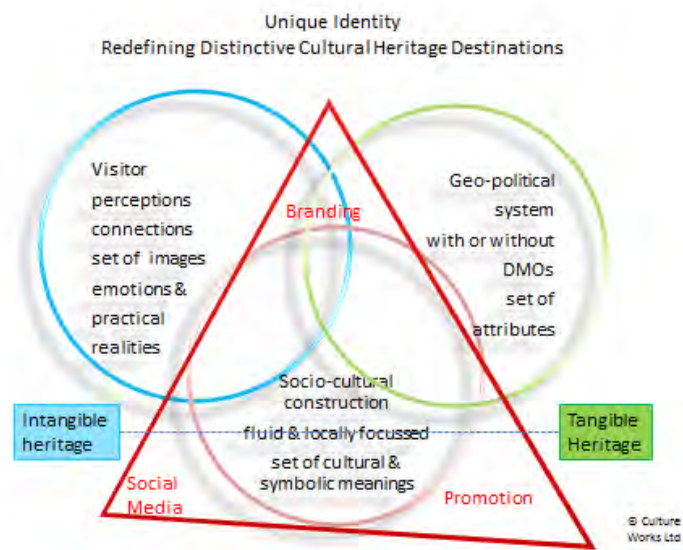 Unique Identity
Redefining Distinctive Cultural Heritage Destinations
Visitor
perceptions
connections
set of images
emotions &
practical
realities
Branding
Geo-political
system
with or without
DMOs
set of
attributes
Socio-cultural
construction
fluid & locally focussed
set of cultural &
symbolic meanings
Intangible
heritage
Tangible
Heritage
Social
Media
Promotion
© Culture
Works Ltd